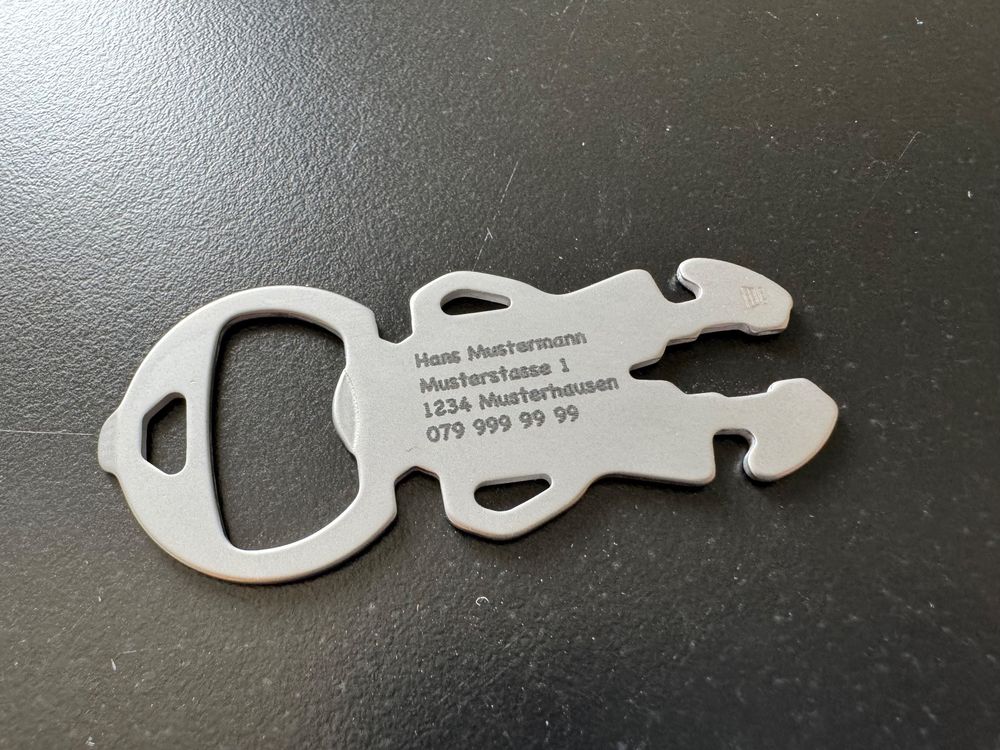 Hans Mustermann
Musterstasse 1
1234 Musterhausen
079 999 99 99